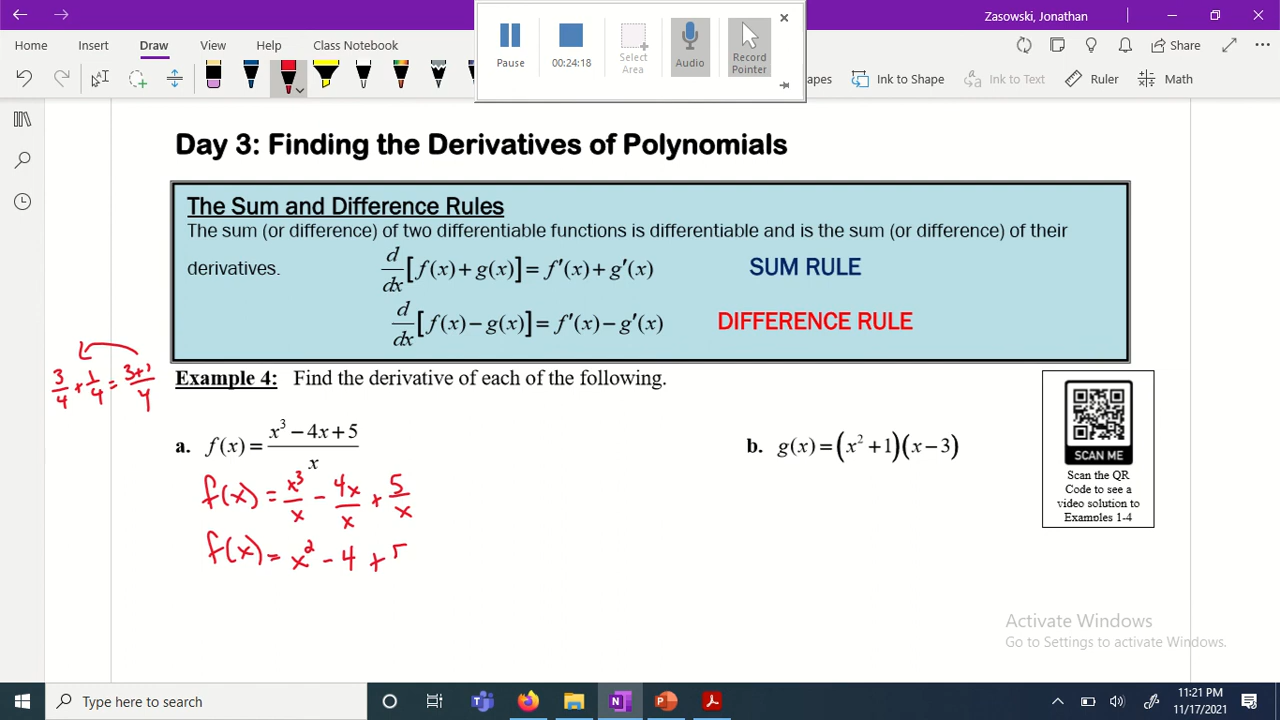 Zasowski, Jonathan
Home Insert Draw View Help Class Notebook
Share
Pause
00:24:18
Select Area
Audio
Record Pointer
Ink to Shape
Ink to Text
Ruler
Math
Day 3: Finding the Derivatives of Polynomials
The Sum and Difference Rules
The sum (or difference) of two differentiable functions is differentiable and is the sum (or difference) of their
derivatives.
d/dx [f(x) + g(x)] = f′(x) + g′(x) SUM RULE
d/dx [f(x) − g(x)] = f′(x) − g′(x) DIFFERENCE RULE
3/4 + 1/4 = (3+1)/4
Example 4: Find the derivative of each of the following.
a. f(x) = (x³ − 4x + 5)/x
b. g(x) = (x² + 1)(x − 3)
f(x) = x³/x − 4x/x + 5/x
f(x) = x² − 4 + 5
SCAN ME
Scan the QR
Code to see a
video solution to
Examples 1-4
Activate Windows
Go to Settings to activate Windows.
Type here to search
11:21 PM
11/17/2021